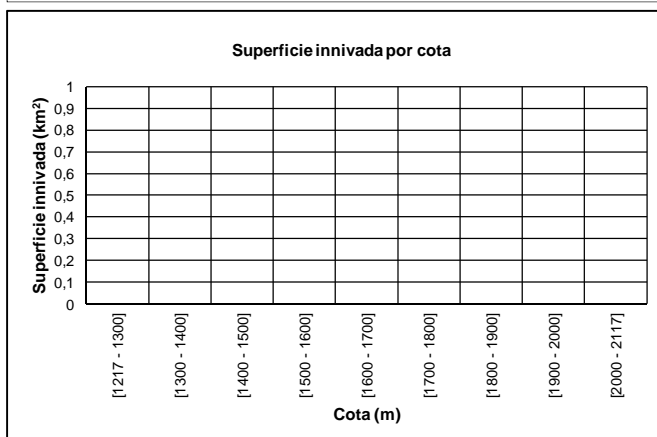 Superficie innivada por cota
Superficie innivada (km²)
1
0,9
0,8
0,7
0,6
0,5
0,4
0,3
0,2
0,1
0
[1217 - 1300]
[1300 - 1400]
[1400 - 1500]
[1500 - 1600]
[1600 - 1700]
[1700 - 1800]
[1800 - 1900]
[1900 - 2000]
[2000 - 2117]
Cota (m)